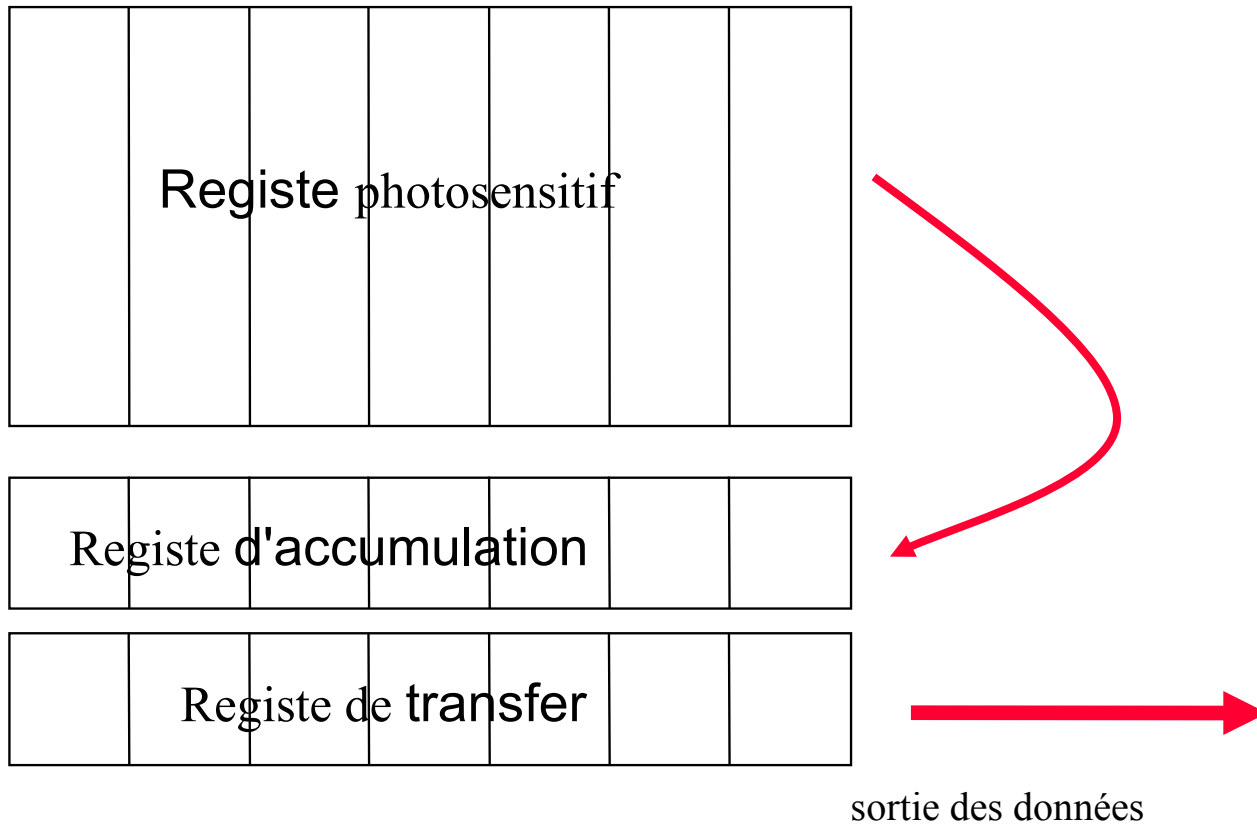 Registe photosensitif
Registe d'accumulation
Registe de transfer
sortie des données